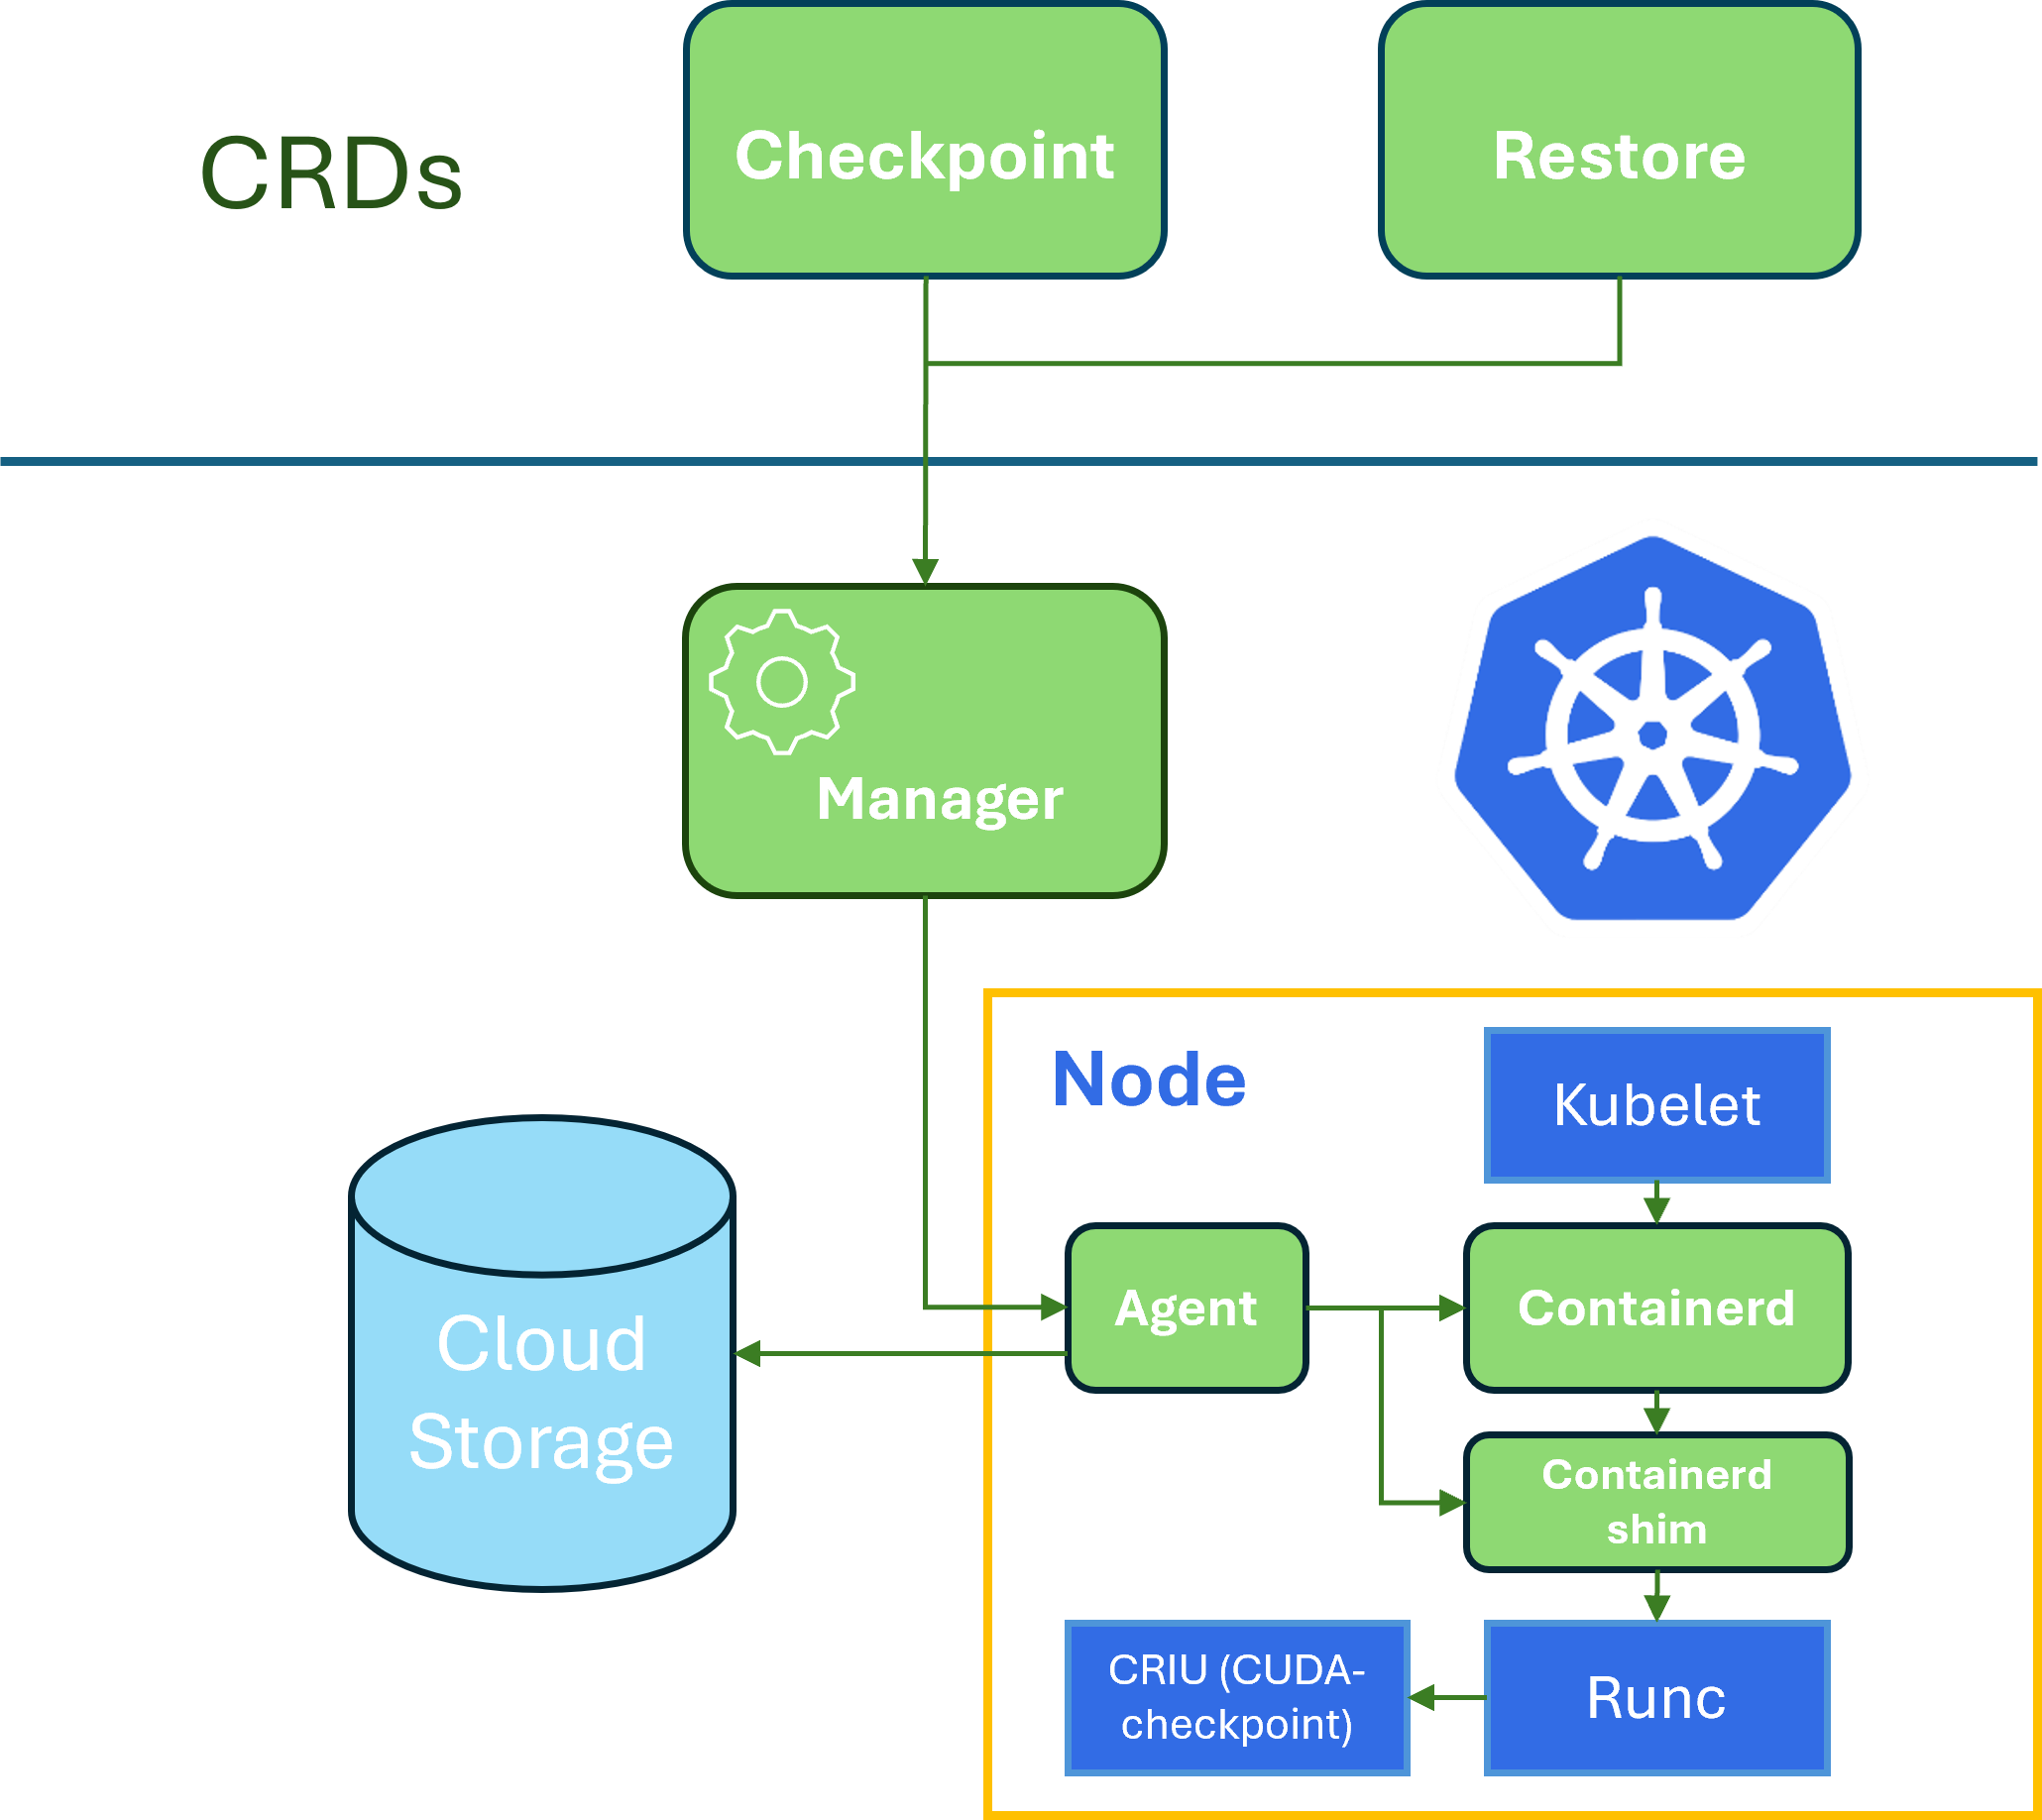 Checkpoint
Restore
CRDs
Manager
Node
Kubelet
Agent
Containerd
Cloud
Storage
Containerd
shim
CRIU (CUDA-
checkpoint)
Runc